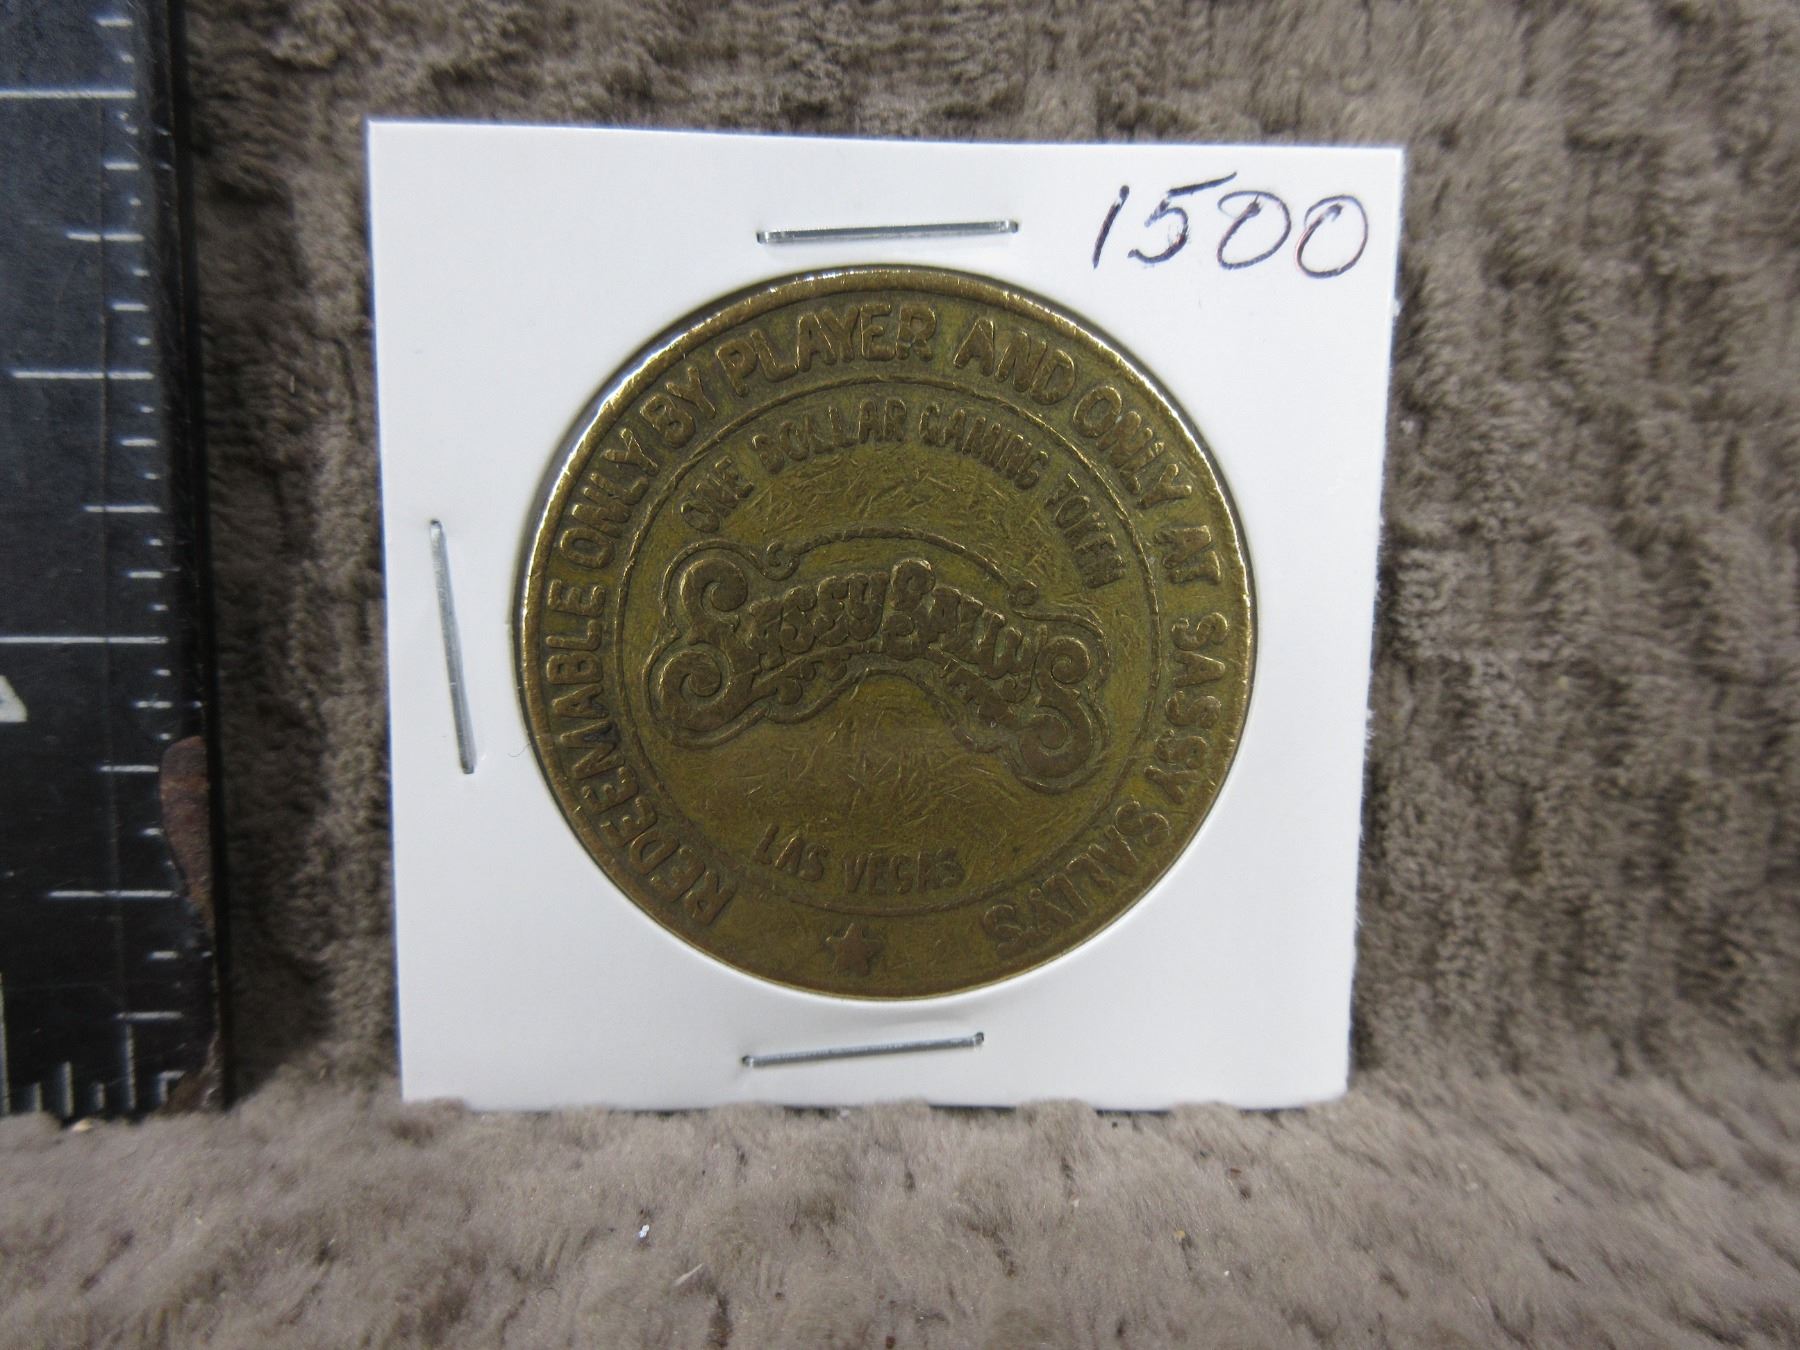 1500
REDEEMABLE ONLY BY PLAYER AND ONLY AT SASSY SALLYS
ONE DOLLAR GAMING TOKEN
SASSY SALLY'S
LAS VEGAS